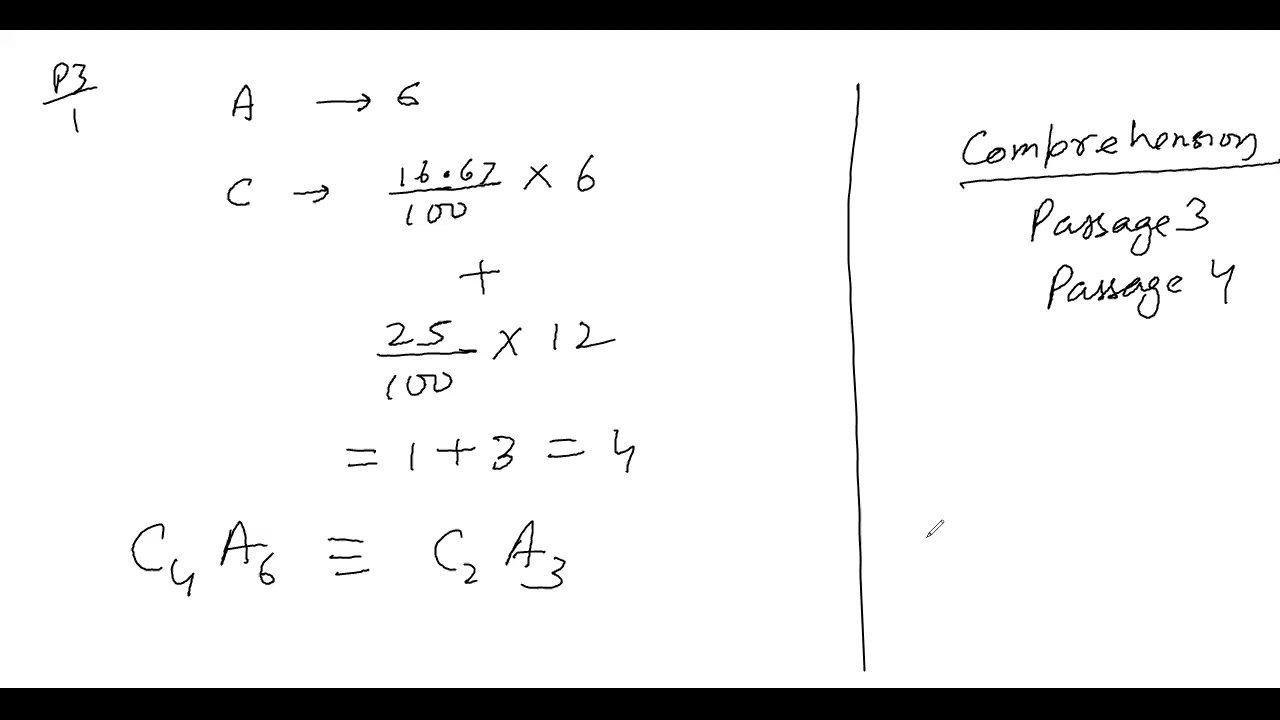 P3/1
A → 6
C → 16.67/100 × 6
+
25/100 × 12
= 1 + 3 = 4
C₄ A₆ ≡ C₂ A₃
Comprehension
Passage 3
Passage 4